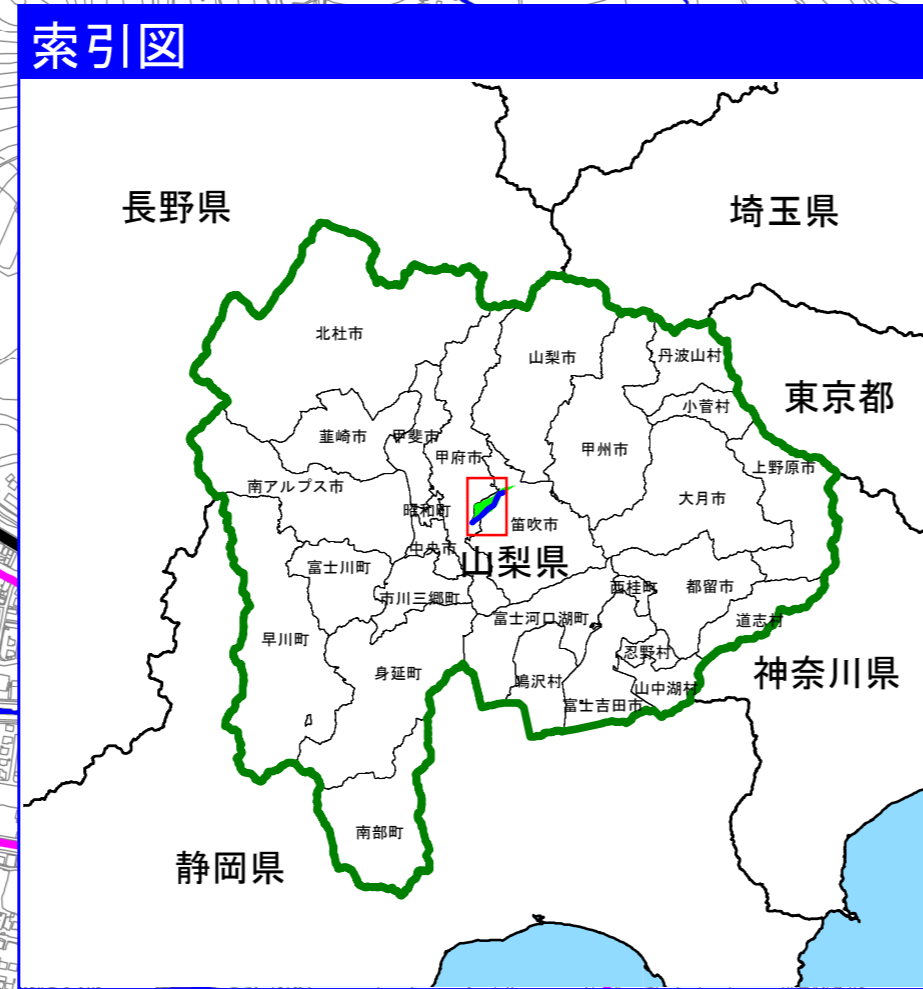 索引図
長野県
埼玉県
北杜市
山梨市
丹波山村
東京都
小菅村
韮崎市
甲斐市
甲府市
甲州市
上野原市
南アルプス市
大月市
昭和町
笛吹市
中央市
山梨県
富士川町
西桂町
都留市
市川三郷町
富士河口湖町
道志村
早川町
忍野村
身延町
神奈川県
鳴沢村
山中湖村
富士吉田市
南部町
静岡県